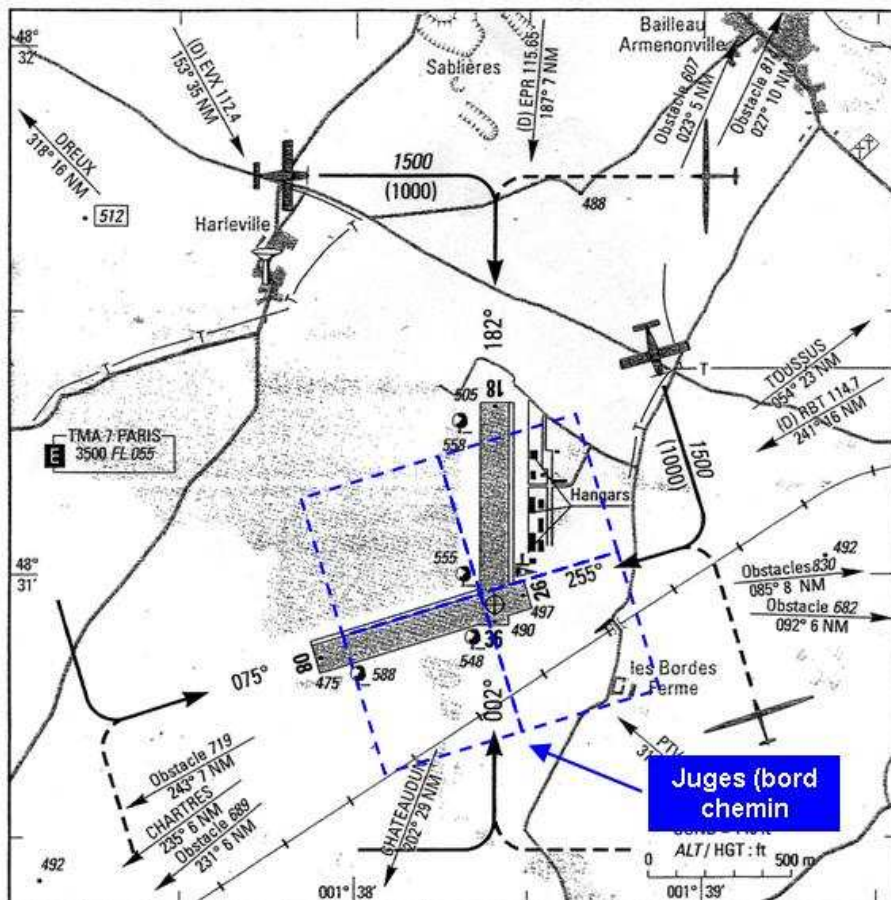 48°
32'
(D) EVX 112.4
153° 35 NM
DREUX
318° 16 NM
512
Harleville
Sablières
(D) EPR 115.65
187° 7 NM
Bailleau
Armenonville
Obstacle 607
023° 5 NM
027° 10 NM
1500
(1000)
488
182°
18
TOUSSUS
054° 23 NM
(D) RBT 114.7
241° 16 NM
505
558
TMA 7 PARIS
3500 FL 055
E
1500
(1000)
Hangars
48°
31'
555
255°
26
497
490
492
Obstacles 830
085° 8 NM
Obstacle 682
092° 6 NM
08
475
075°
588
548
36
002°
les Bordes
Ferme
PTV
Obstacle 719
243° 7 NM
CHARTRES
235° 6 NM
Obstacle 689
231° 6 NM
CHATEAUDUN
202° 29 NM
Juges (bord
chemin
ALT / HGT : ft
0 500 m
492
001° 38'
001° 39'